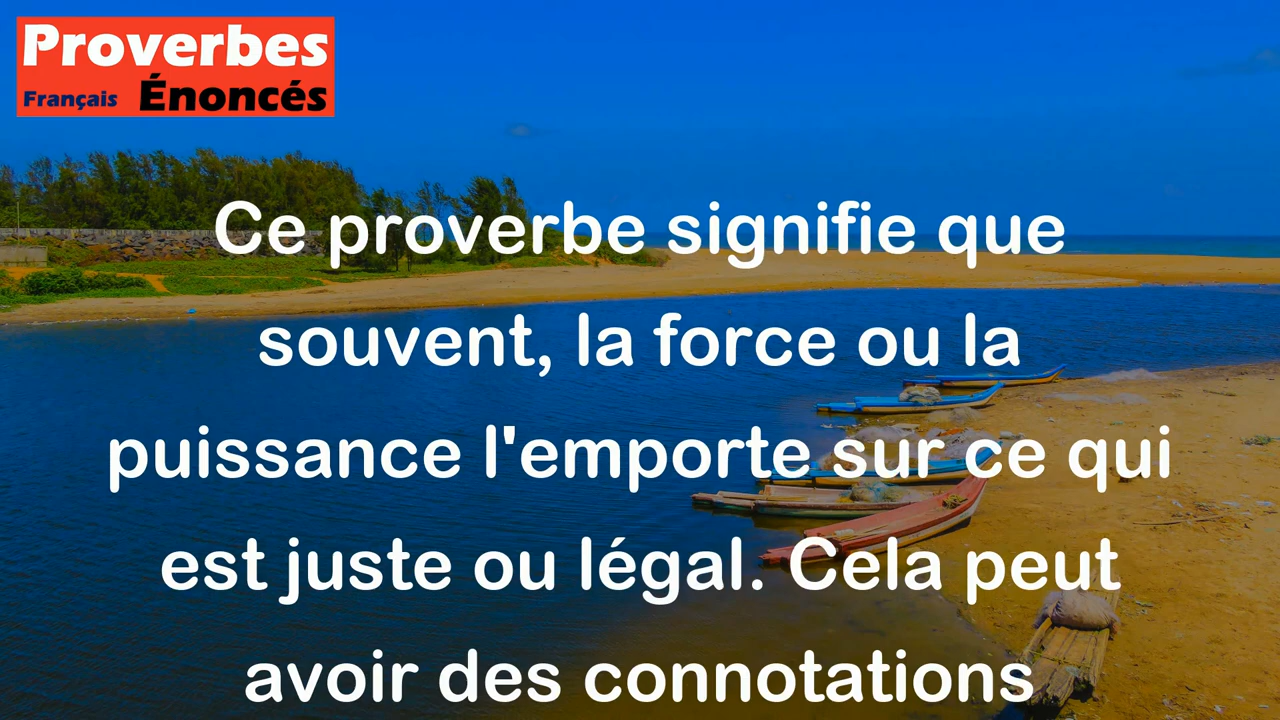 Proverbes
Français Énoncés
Ce proverbe signifie que
souvent, la force ou la
puissance l'emporte sur ce qui
est juste ou légal. Cela peut
avoir des connotations